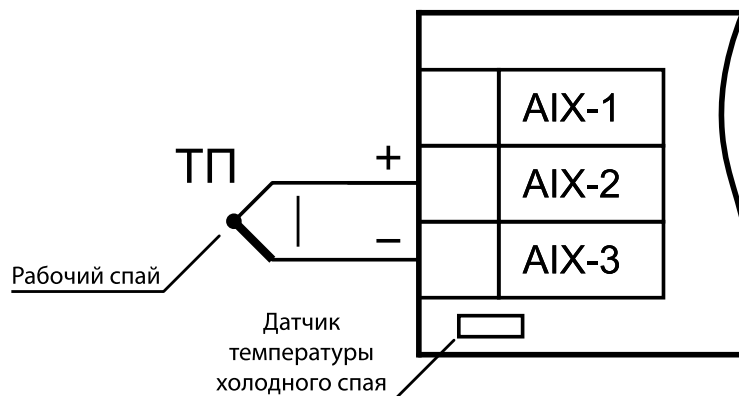 AIX-1
ТП
+
AIX-2
−
AIX-3
Рабочий спай
Датчик
температуры
холодного спая